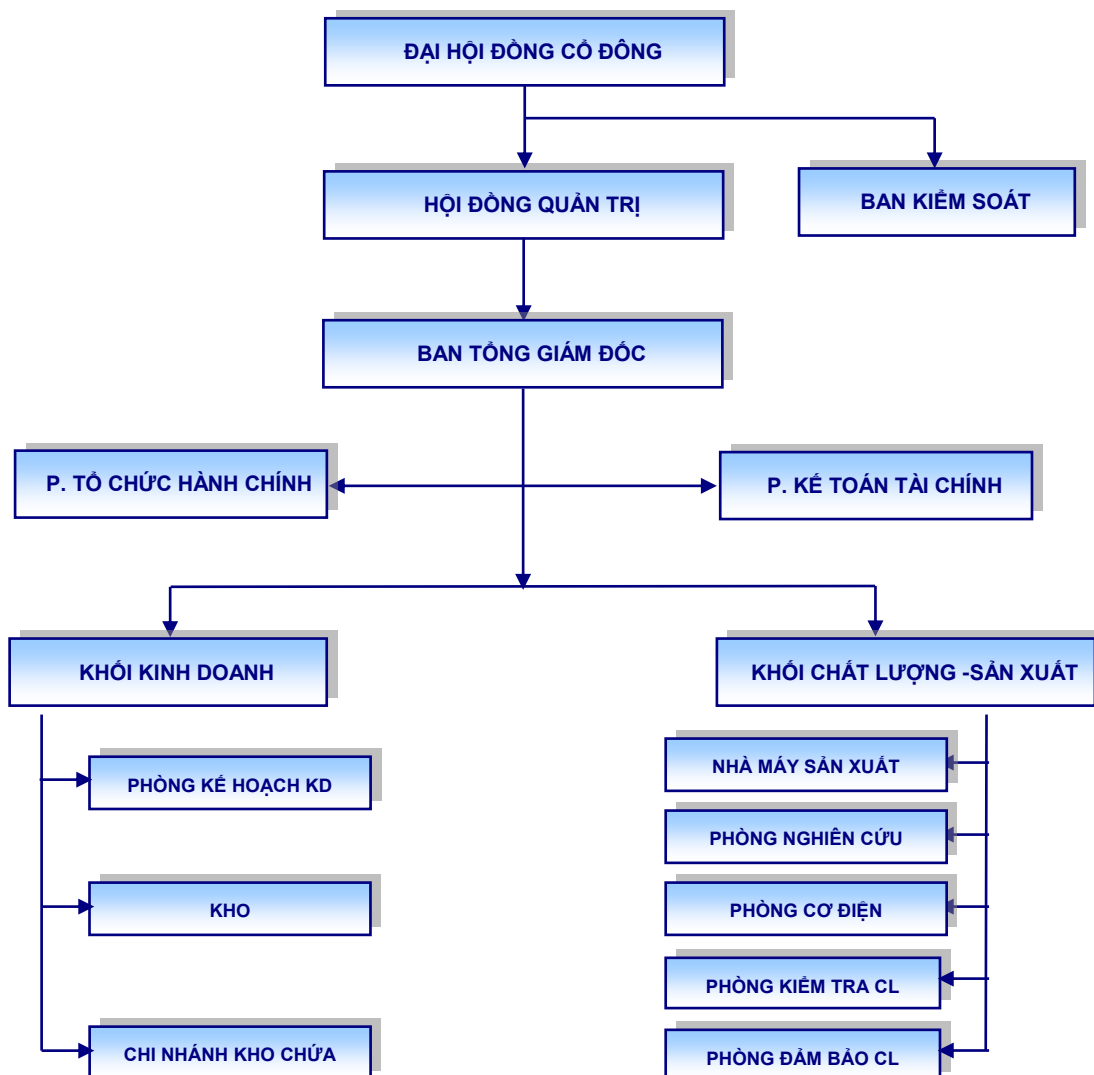 ĐẠI HỘI ĐỒNG CỔ ĐÔNG
HỘI ĐỒNG QUẢN TRỊ
BAN KIỂM SOÁT
BAN TỔNG GIÁM ĐỐC
P. TỔ CHỨC HÀNH CHÍNH
P. KẾ TOÁN TÀI CHÍNH
KHỐI KINH DOANH
KHỐI CHẤT LƯỢNG -SẢN XUẤT
PHÒNG KẾ HOẠCH KD
KHO
CHI NHÁNH KHO CHỨA
NHÀ MÁY SẢN XUẤT
PHÒNG NGHIÊN CỨU
PHÒNG CƠ ĐIỆN
PHÒNG KIỂM TRA CL
PHÒNG ĐẢM BẢO CL